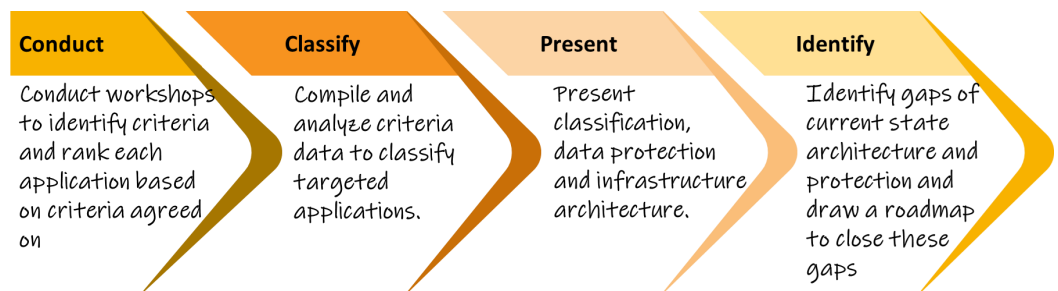 Conduct
Conduct workshops
to identify criteria
and rank each
application based
on criteria agreed
on
Classify
Compile and
analyze criteria
data to classify
targeted
applications.
Present
Present
classification,
data protection
and infrastructure
architecture.
Identify
Identify gaps of
current state
architecture and
protection and
draw a roadmap
to close these
gaps